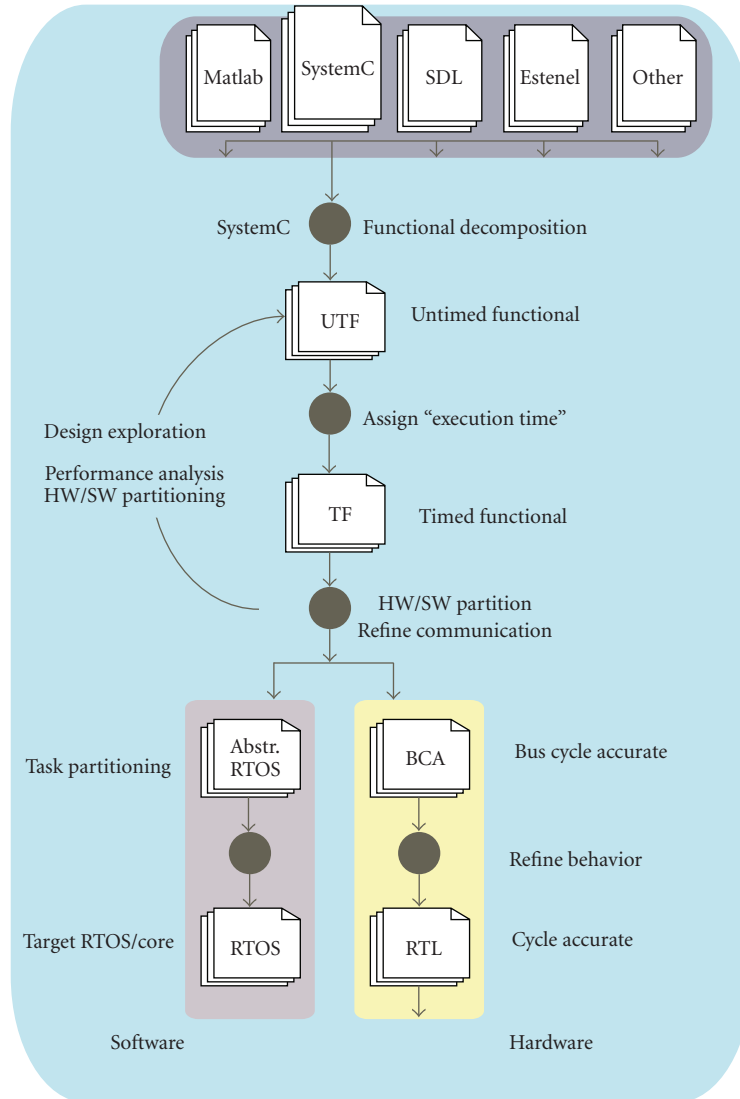 Matlab
SystemC
SDL
Estenel
Other
SystemC
Functional decomposition
UTF
Untimed functional
Assign “execution time”
Design exploration
Performance analysis
HW/SW partitioning
TF
Timed functional
HW/SW partition
Refine communication
Task partitioning
Abstr.
RTOS
BCA
Bus cycle accurate
Refine behavior
Target RTOS/core
RTOS
RTL
Cycle accurate
Software
Hardware